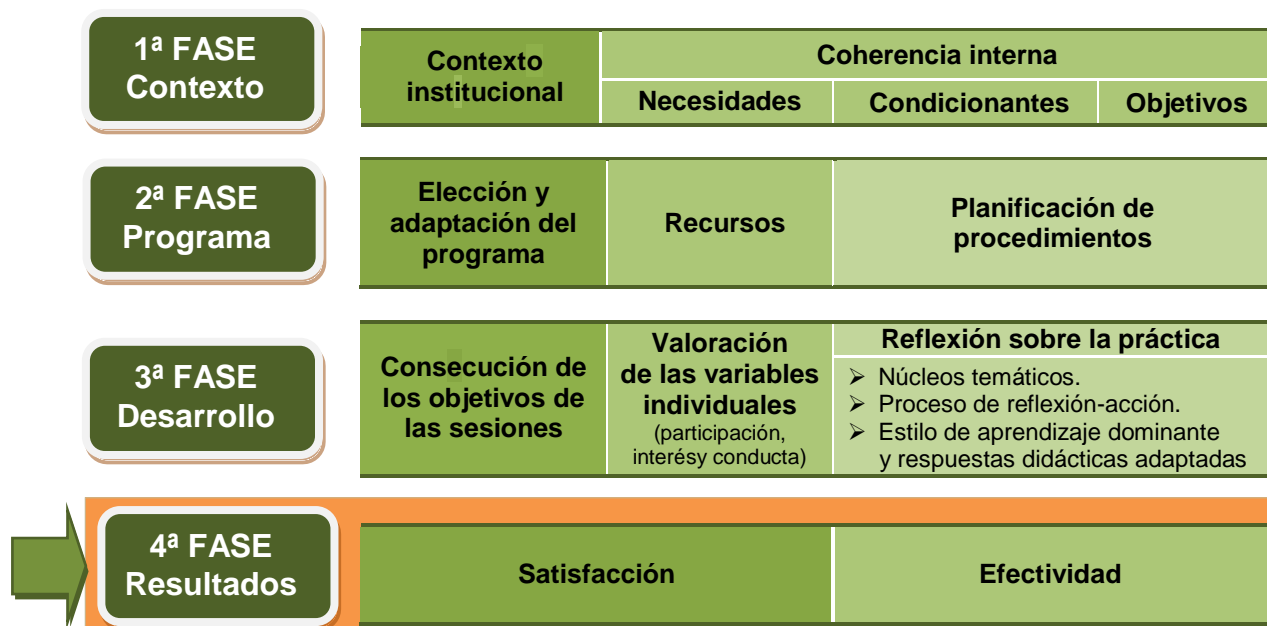 1ª FASE
Contexto
Contexto
institucional
Coherencia interna
Necesidades
Condicionantes
Objetivos
2ª FASE
Programa
Elección y
adaptación del
programa
Recursos
Planificación de
procedimientos
3ª FASE
Desarrollo
Consecución de
los objetivos de
las sesiones
Valoración
de las variables
individuales
(participación,
interésy conducta)
Reflexión sobre la práctica
➢ Núcleos temáticos.
➢ Proceso de reflexión-acción.
➢ Estilo de aprendizaje dominante
y respuestas didácticas adaptadas
4ª FASE
Resultados
Satisfacción
Efectividad